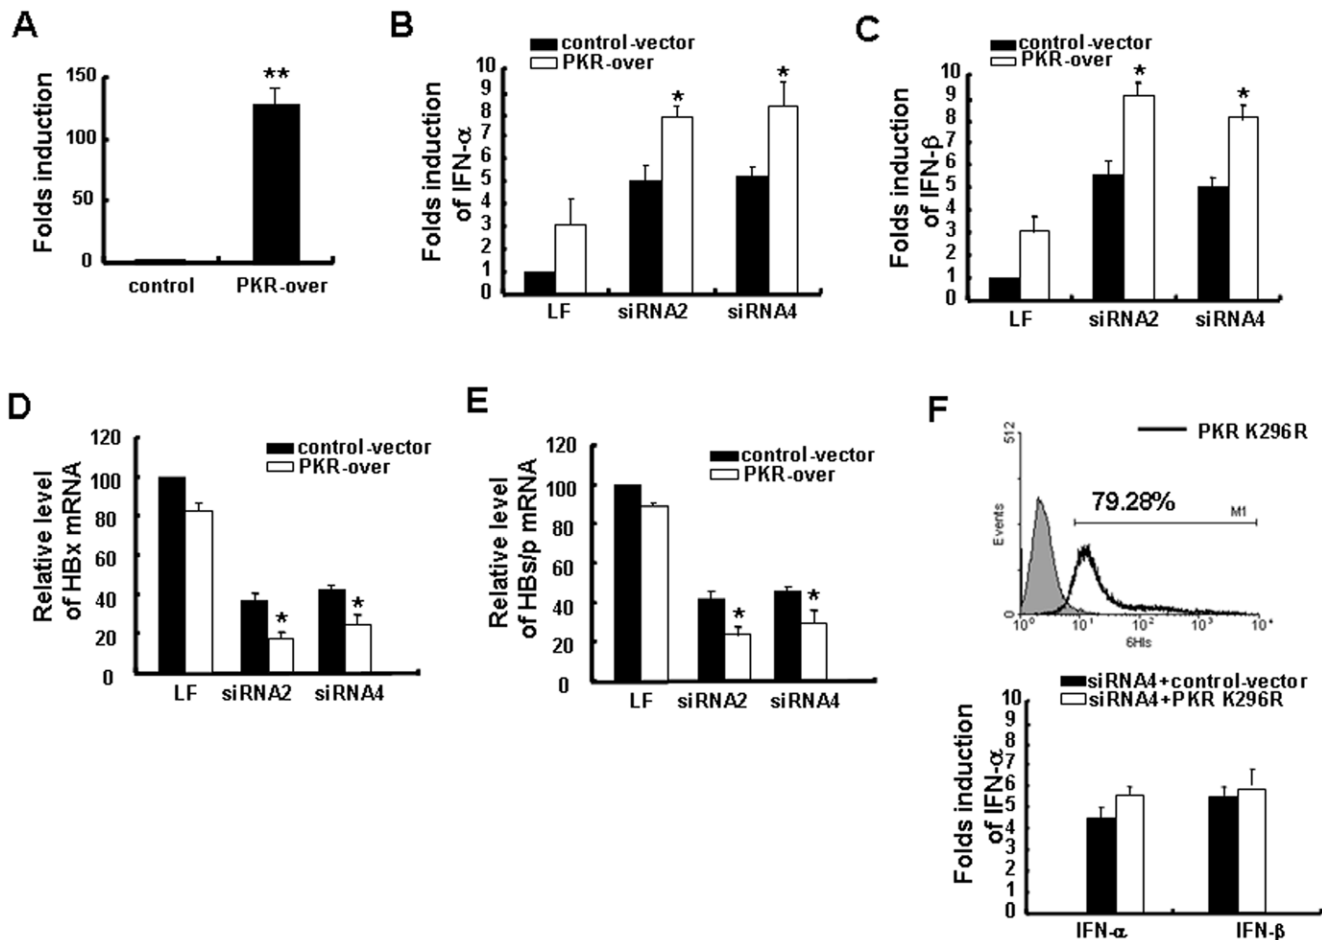 A
Folds induction
150
100
50
0
**
control
PKR-over
B
control-vector
PKR-over
Folds induction
of IFN-α
10
9
8
7
6
5
4
3
2
1
0
*
*
LF
siRNA2
siRNA4
C
control-vector
PKR-over
Folds induction
of IFN-β
10
9
8
7
6
5
4
3
2
1
0
*
*
LF
siRNA2
siRNA4
D
control-vector
PKR-over
Relative level
of HBx mRNA
120
100
80
60
40
20
0
*
*
LF
siRNA2
siRNA4
E
control-vector
PKR-over
Relative level
of HBs/p mRNA
120
100
80
60
40
20
0
*
*
LF
siRNA2
siRNA4
F
PKR K296R
512
Events
0
79.28%
M1
10⁰
10¹
10²
10³
10⁴
6His
siRNA4+control-vector
siRNA4+PKR K296R
Folds induction
of IFN-α
10
9
8
7
6
5
4
3
2
1
0
IFN-α
IFN-β